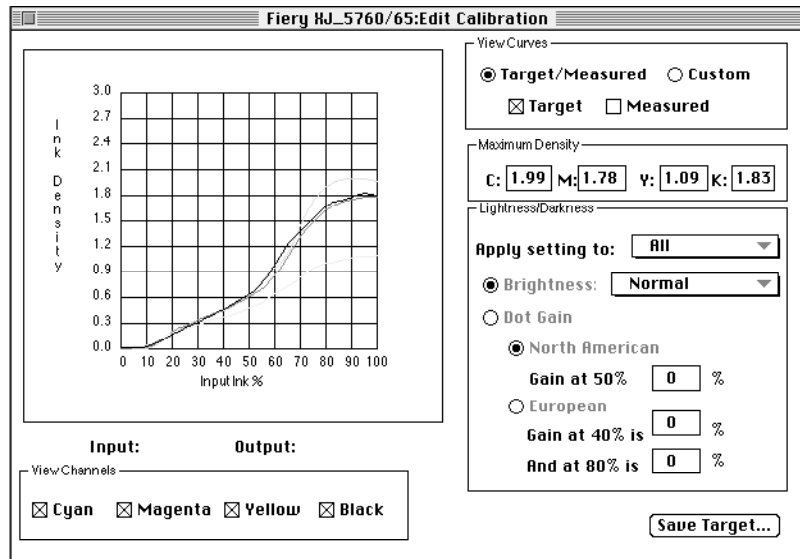 Fiery XJ_5760/65:Edit Calibration
Ink Density
3.0
2.7
2.4
2.1
1.8
1.5
1.2
0.9
0.6
0.3
0.0
0 10 20 30 40 50 60 70 80 90 100
Input Ink %
Input: Output:
View Channels
Cyan Magenta Yellow Black
View Curves
Target/Measured Custom
Target Measured
Maximum Density
C: 1.99 M: 1.78 Y: 1.09 K: 1.83
Lightness/Darkness
Apply setting to: All
Brightness: Normal
Dot Gain
North American
Gain at 50% 0 %
European
Gain at 40% is 0 %
And at 80% is 0 %
Save Target...